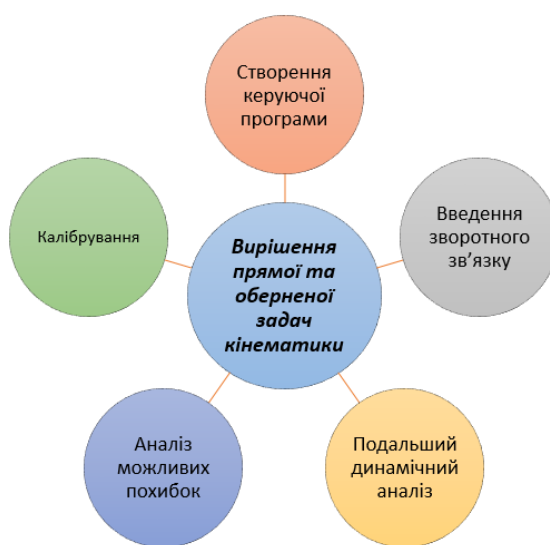 Створення
керуючої
програми
Калібрування
Введення
зворотного
зв’язку
Вирішення
прямої та
оберненої
задач
кінематики
Аналіз
можливих
похибок
Подальший
динамічний
аналіз